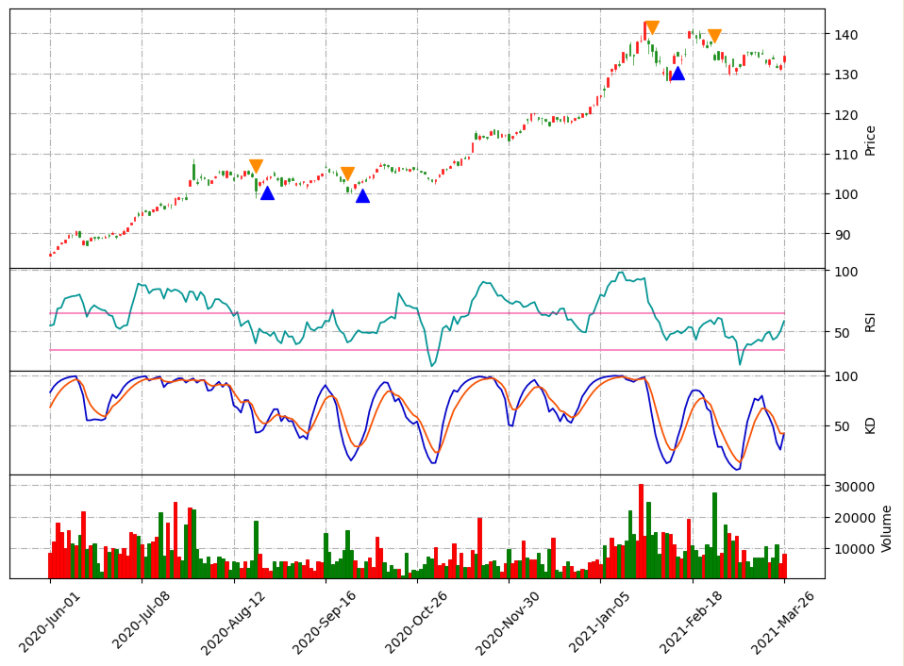 140
130
120
110
100
90
Price
100
50
RSI
100
50
KD
30000
20000
10000
Volume
2020-Jun-01
2020-Jul-08
2020-Aug-12
2020-Sep-16
2020-Oct-26
2020-Nov-30
2021-Jan-05
2021-Feb-18
2021-Mar-26